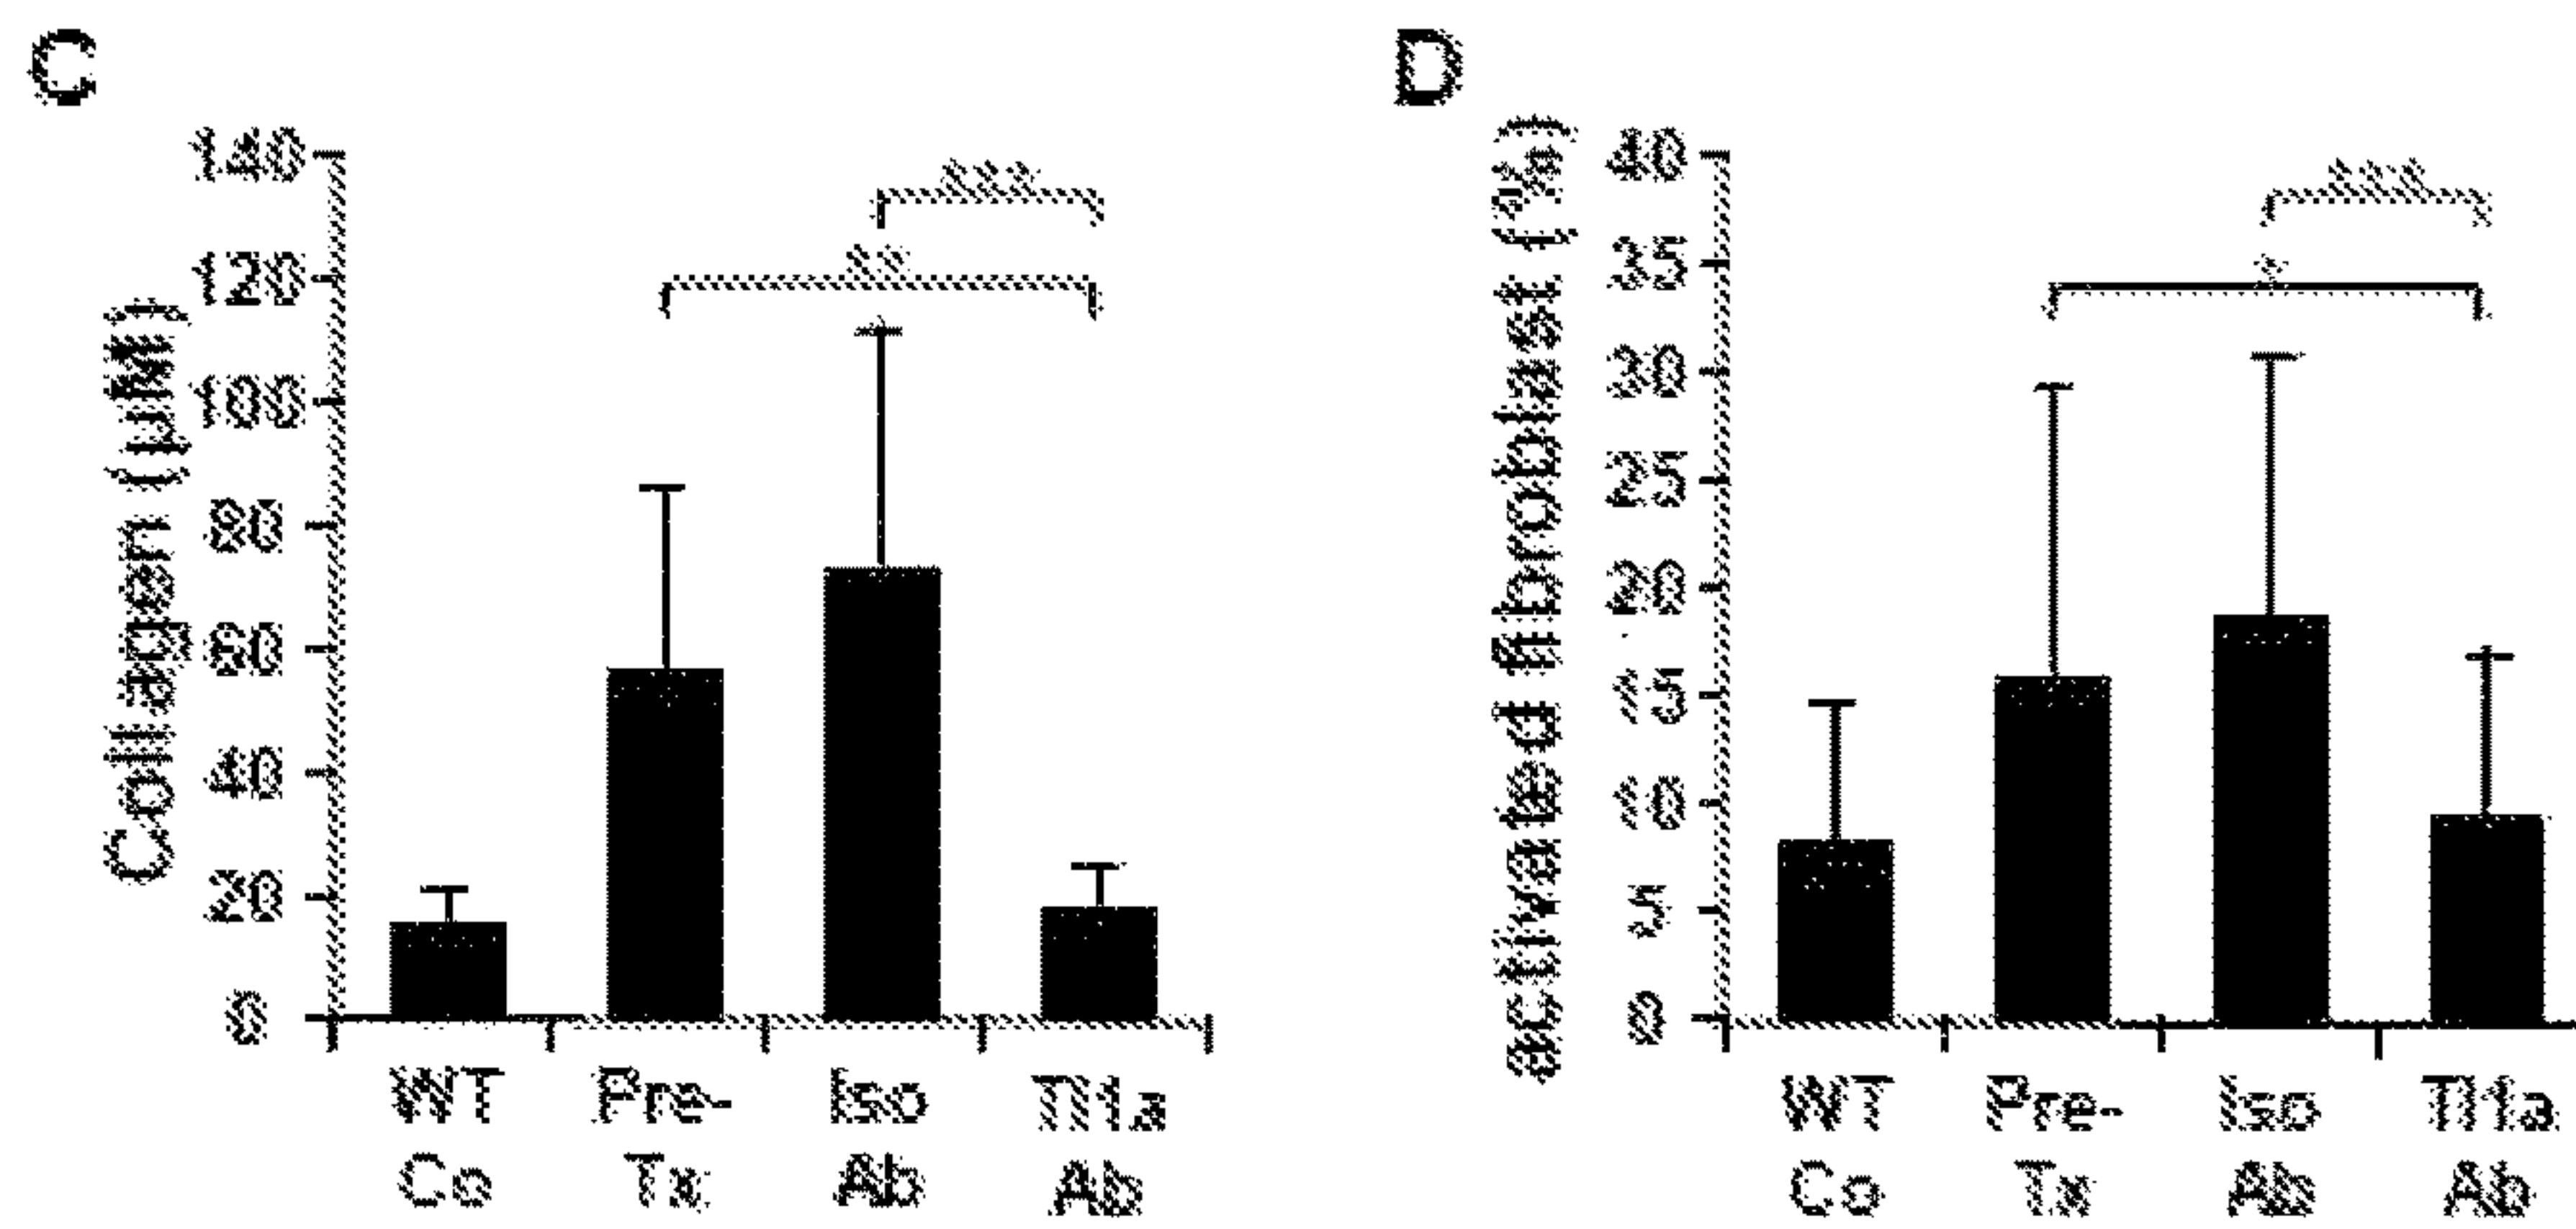 C
Collagen (µM)
140
120
100
80
60
40
20
0
***
**
WT
Co
Pre-
Tx
Iso
Ab
Tl1a
Ab
D
activated fibroblast (%)
40
35
30
25
20
15
10
5
0
***
*
WT
Co
Pre-
Tx
Iso
Ab
Tl1a
Ab